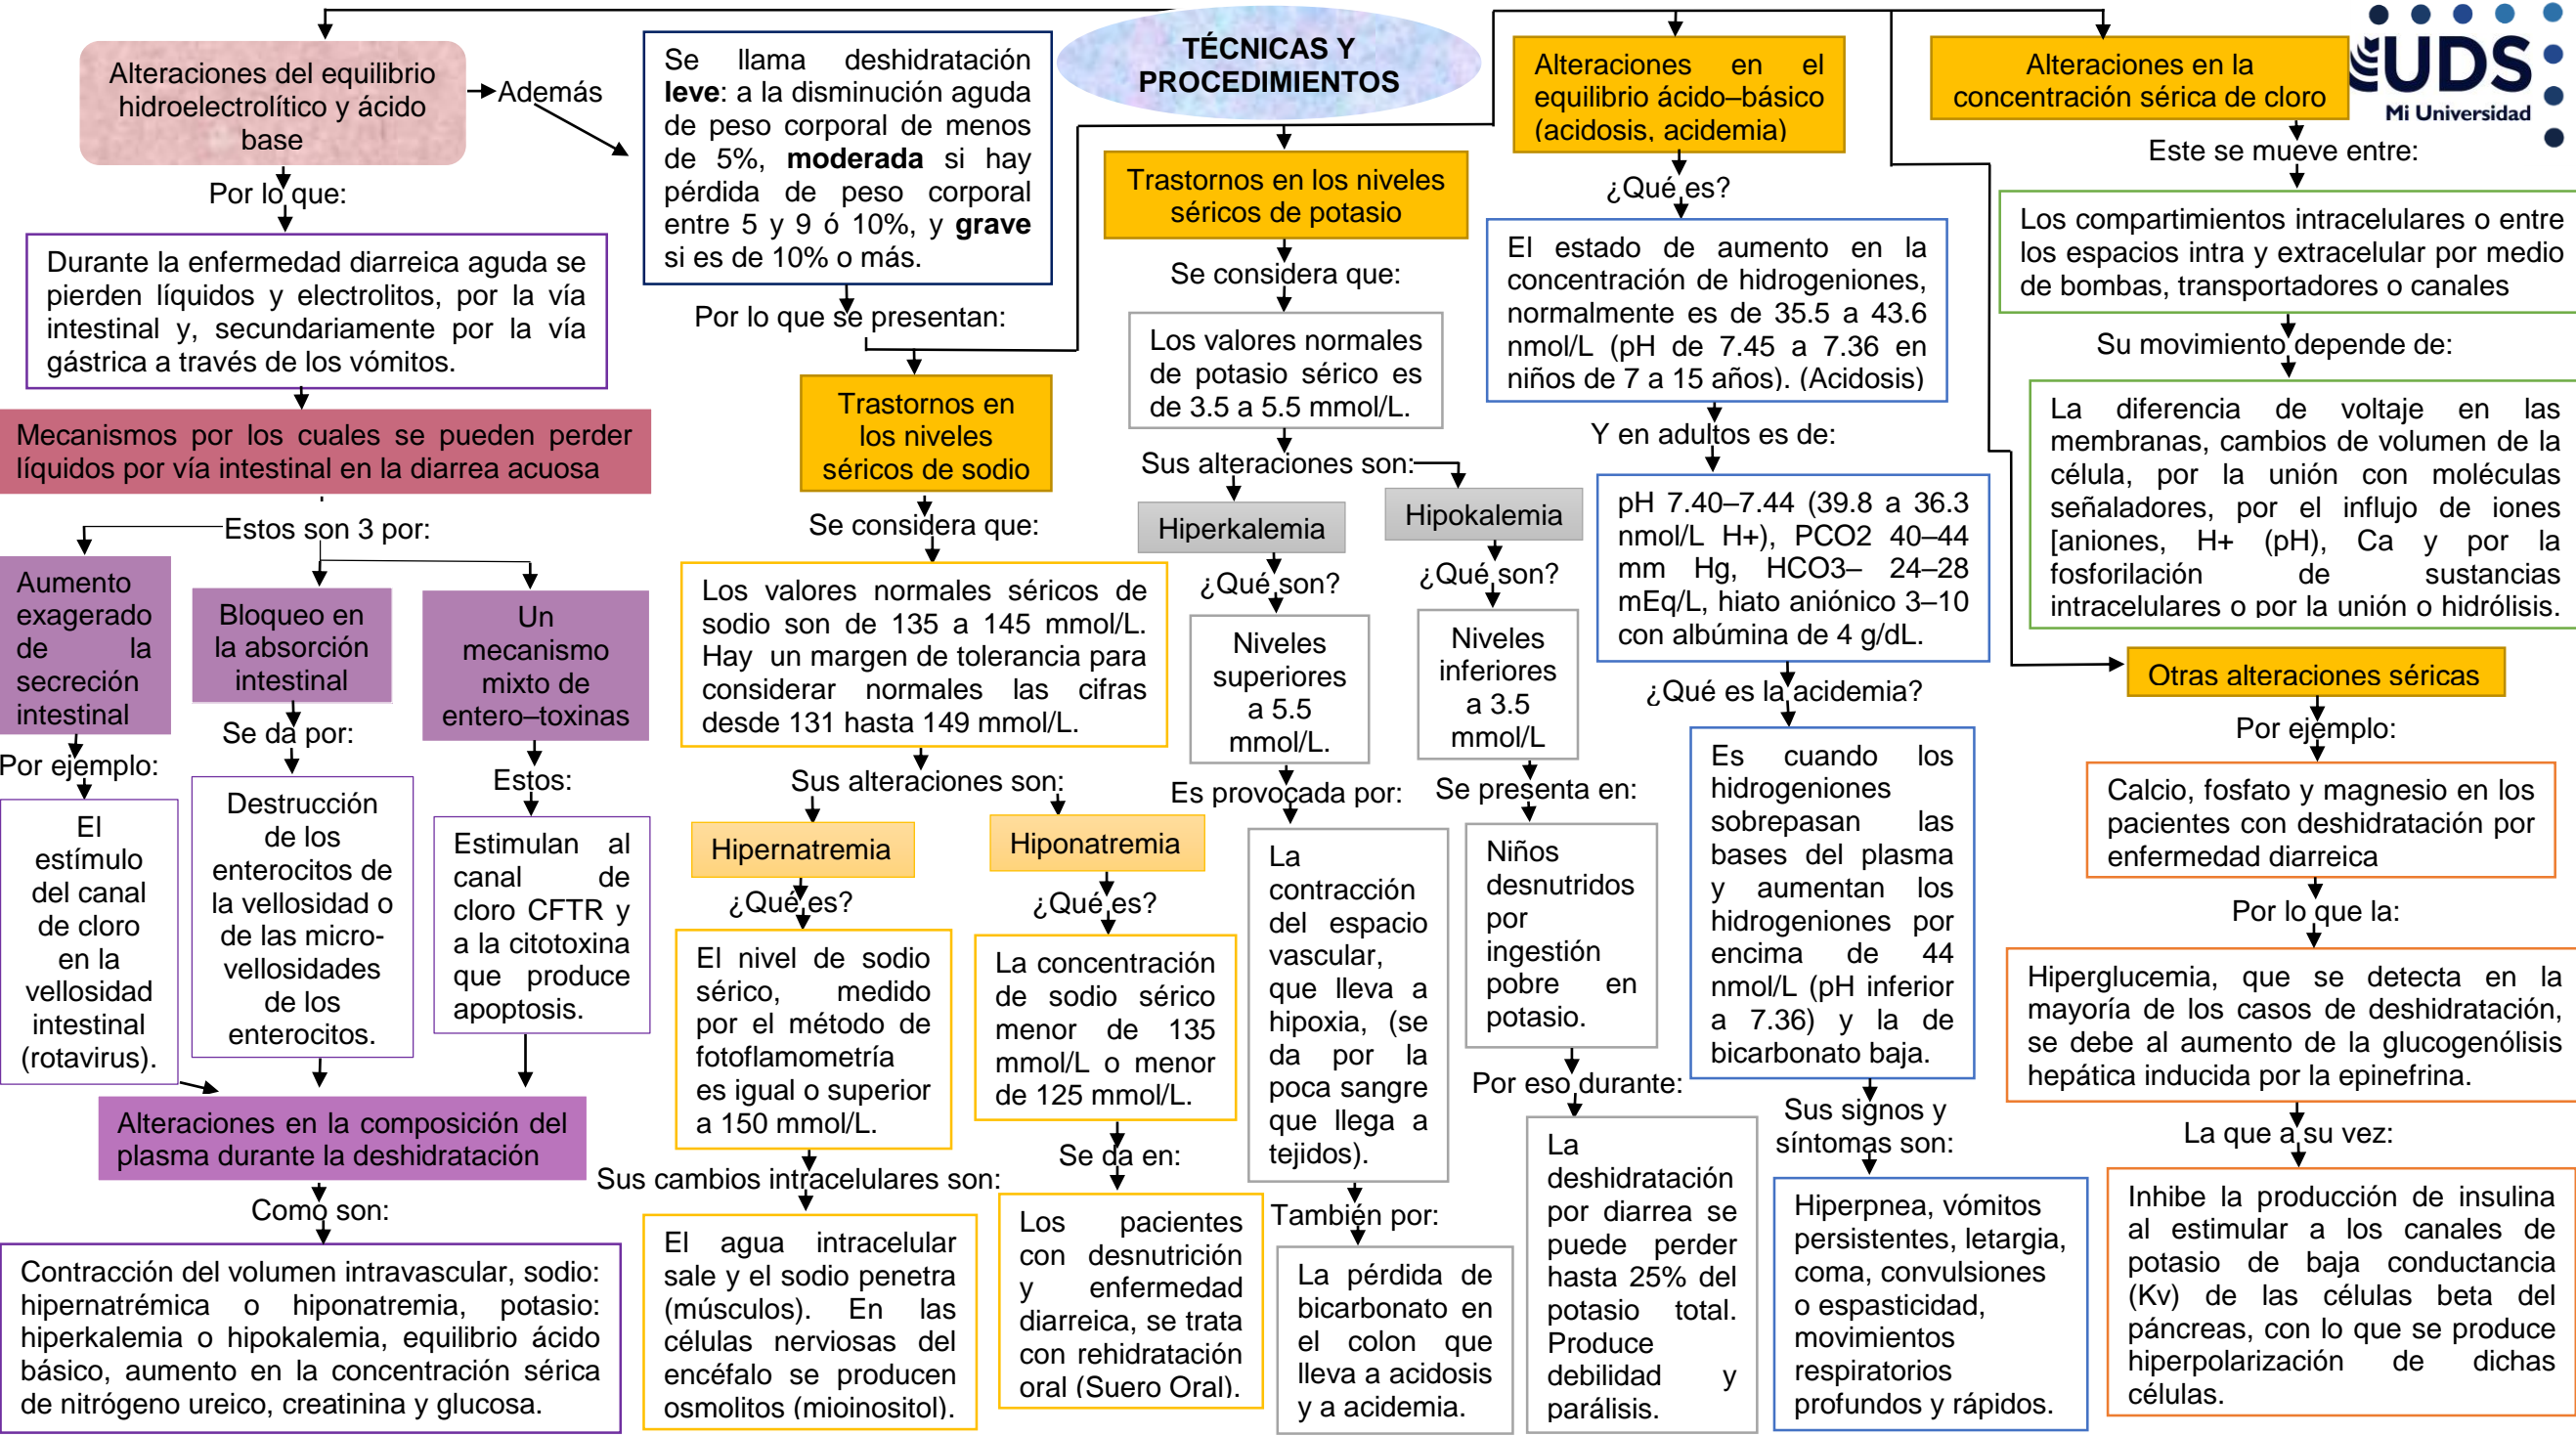 TÉCNICAS Y
PROCEDIMIENTOS
UDS
Mi Universidad
Alteraciones del equilibrio
hidroelectrolítico y ácido
base
Además
Se llama deshidratación
leve: a la disminución aguda
de peso corporal de menos
de 5%, moderada si hay
pérdida de peso corporal
entre 5 y 9 ó 10%, y grave
si es de 10% o más.
Por lo que:
Durante la enfermedad diarreica aguda se
pierden líquidos y electrolitos, por la vía
intestinal y, secundariamente por la vía
gástrica a través de los vómitos.
Mecanismos por los cuales se pueden perder
líquidos por vía intestinal en la diarrea acuosa
Estos son 3 por:
Aumento
exagerado
de la
secreción
intestinal
Por ejemplo:
El
estímulo
del canal
de cloro
en la
vellosidad
intestinal
(rotavirus).
Bloqueo en
la absorción
intestinal
Se da por:
Destrucción
de los
enterocitos de
la vellosidad o
de las micro-
vellosidades
de los
enterocitos.
Un
mecanismo
mixto de
entero–toxinas
Estos:
Estimulan al
canal de
cloro CFTR y
a la citotoxina
que produce
apoptosis.
Alteraciones en la composición del
plasma durante la deshidratación
Como son:
Contracción del volumen intravascular, sodio:
hipernatrémica o hiponatremia, potasio:
hiperkalemia o hipokalemia, equilibrio ácido
básico, aumento en la concentración sérica
de nitrógeno ureico, creatinina y glucosa.
Por lo que se presentan:
Trastornos en
los niveles
séricos de sodio
Se considera que:
Los valores normales séricos de
sodio son de 135 a 145 mmol/L.
Hay un margen de tolerancia para
considerar normales las cifras
desde 131 hasta 149 mmol/L.
Sus alteraciones son:
Hipernatremia
¿Qué es?
El nivel de sodio
sérico, medido
por el método de
fotoflamometría
es igual o superior
a 150 mmol/L.
Sus cambios intracelulares son:
El agua intracelular
sale y el sodio penetra
(músculos). En las
células nerviosas del
encéfalo se producen
osmolitos (mioinositol).
Hiponatremia
¿Qué es?
La concentración
de sodio sérico
menor de 135
mmol/L o menor
de 125 mmol/L.
Se da en:
Los pacientes
con desnutrición
y enfermedad
diarreica, se trata
con rehidratación
oral (Suero Oral).
Trastornos en los niveles
séricos de potasio
Se considera que:
Los valores normales
de potasio sérico es
de 3.5 a 5.5 mmol/L.
Sus alteraciones son:
Hiperkalemia
¿Qué son?
Niveles
superiores
a 5.5
mmol/L.
Es provocada por:
La
contracción
del espacio
vascular,
que lleva a
hipoxia, (se
da por la
poca sangre
que llega a
tejidos).
También por:
La pérdida de
bicarbonato en
el colon que
lleva a acidosis
y a acidemia.
Hipokalemia
¿Qué son?
Niveles
inferiores
a 3.5
mmol/L
Se presenta en:
Niños
desnutridos
por
ingestión
pobre en
potasio.
Por eso durante:
La
deshidratación
por diarrea se
puede perder
hasta 25% del
potasio total.
Produce
debilidad y
parálisis.
Alteraciones en el
equilibrio ácido–básico
(acidosis, acidemia)
¿Qué es?
El estado de aumento en la
concentración de hidrogeniones,
normalmente es de 35.5 a 43.6
nmol/L (pH de 7.45 a 7.36 en
niños de 7 a 15 años). (Acidosis)
Y en adultos es de:
pH 7.40–7.44 (39.8 a 36.3
nmol/L H+), PCO2 40–44
mm Hg, HCO3– 24–28
mEq/L, hiato aniónico 3–10
con albúmina de 4 g/dL.
¿Qué es la acidemia?
Es cuando los
hidrogeniones
sobrepasan las
bases del plasma
y aumentan los
hidrogeniones por
encima de 44
nmol/L (pH inferior
a 7.36) y la de
bicarbonato baja.
Sus signos y
síntomas son:
Hiperpnea, vómitos
persistentes, letargia,
coma, convulsiones
o espasticidad,
movimientos
respiratorios
profundos y rápidos.
Alteraciones en la
concentración sérica de cloro
Este se mueve entre:
Los compartimientos intracelulares o entre
los espacios intra y extracelular por medio
de bombas, transportadores o canales
Su movimiento depende de:
La diferencia de voltaje en las
membranas, cambios de volumen de la
célula, por la unión con moléculas
señaladores, por el influjo de iones
[aniones, H+ (pH), Ca y por la
fosforilación de sustancias
intracelulares o por la unión o hidrólisis.
Otras alteraciones séricas
Por ejemplo:
Calcio, fosfato y magnesio en los
pacientes con deshidratación por
enfermedad diarreica
Por lo que la:
Hiperglucemia, que se detecta en la
mayoría de los casos de deshidratación,
se debe al aumento de la glucogenólisis
hepática inducida por la epinefrina.
La que a su vez:
Inhibe la producción de insulina
al estimular a los canales de
potasio de baja conductancia
(Kv) de las células beta del
páncreas, con lo que se produce
hiperpolarización de dichas
células.